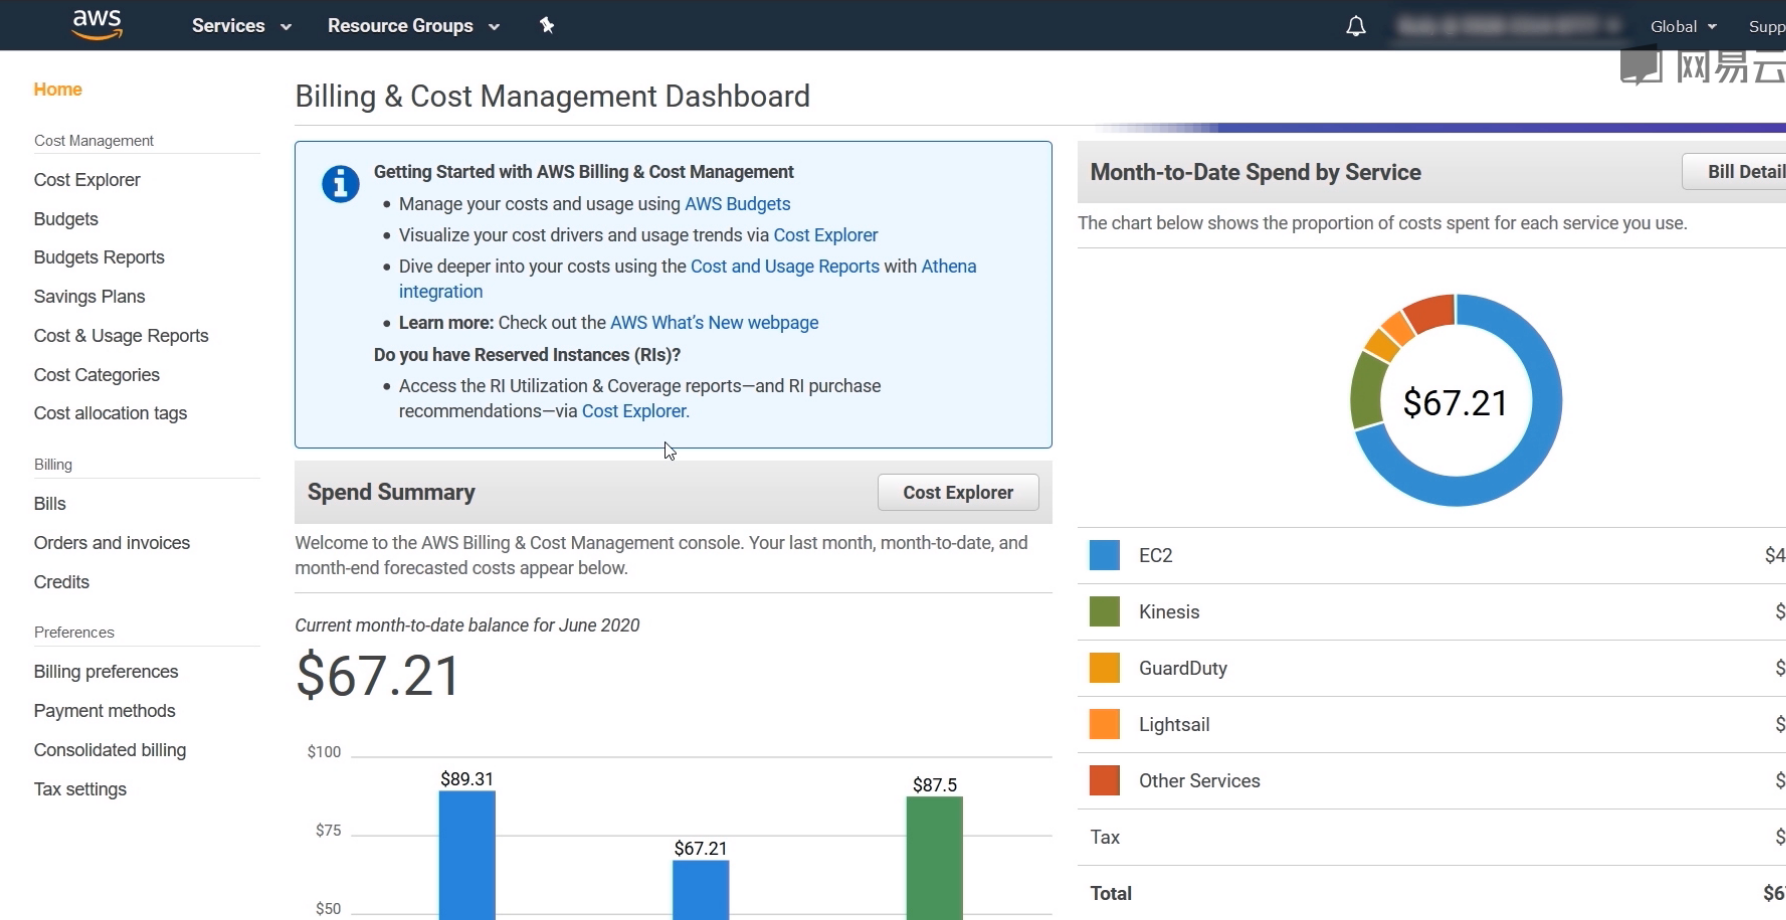 aws
Services
Resource Groups
Global
Supp
网易云
Home
Cost Management
Cost Explorer
Budgets
Budgets Reports
Savings Plans
Cost & Usage Reports
Cost Categories
Cost allocation tags
Billing
Bills
Orders and invoices
Credits
Preferences
Billing preferences
Payment methods
Consolidated billing
Tax settings
Billing & Cost Management Dashboard
Getting Started with AWS Billing & Cost Management
Manage your costs and usage using AWS Budgets
Visualize your cost drivers and usage trends via Cost Explorer
Dive deeper into your costs using the Cost and Usage Reports with Athena
integration
Learn more: Check out the AWS What's New webpage
Do you have Reserved Instances (RIs)?
Access the RI Utilization & Coverage reports—and RI purchase
recommendations—via Cost Explorer.
Spend Summary
Cost Explorer
Welcome to the AWS Billing & Cost Management console. Your last month, month-to-date, and
month-end forecasted costs appear below.
Current month-to-date balance for June 2020
$67.21
$100
$89.31
$87.5
$75
$67.21
$50
Month-to-Date Spend by Service
Bill Detail
The chart below shows the proportion of costs spent for each service you use.
$67.21
EC2 $4
Kinesis $
GuardDuty $
Lightsail $
Other Services $
Tax $
Total $6